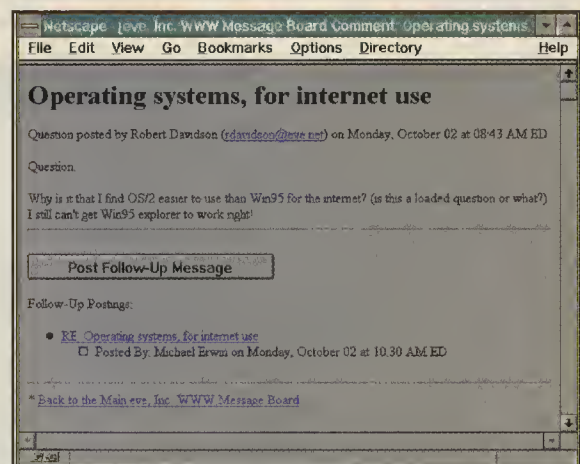 Netscape [eve, Inc. WWW Message Board Comment: Operating systems,
File Edit View Go Bookmarks Options Directory Help
Operating systems, for internet use
Question posted by Robert Davidson (rdavidson@eve.net) on Monday, October 02 at 08:43 AM ED
Question.
Why is it that I find OS/2 easier to use than Win95 for the internet? (is this a loaded question or what?)
I still can't get Win95 explorer to work right!
Post Follow-Up Message
Follow-Up Postings:
RE: Operating systems, for internet use
Posted By: Michael Erwin on Monday, October 02 at 10.30 AM ED
* Back to the Main eve, Inc. WWW Message Board